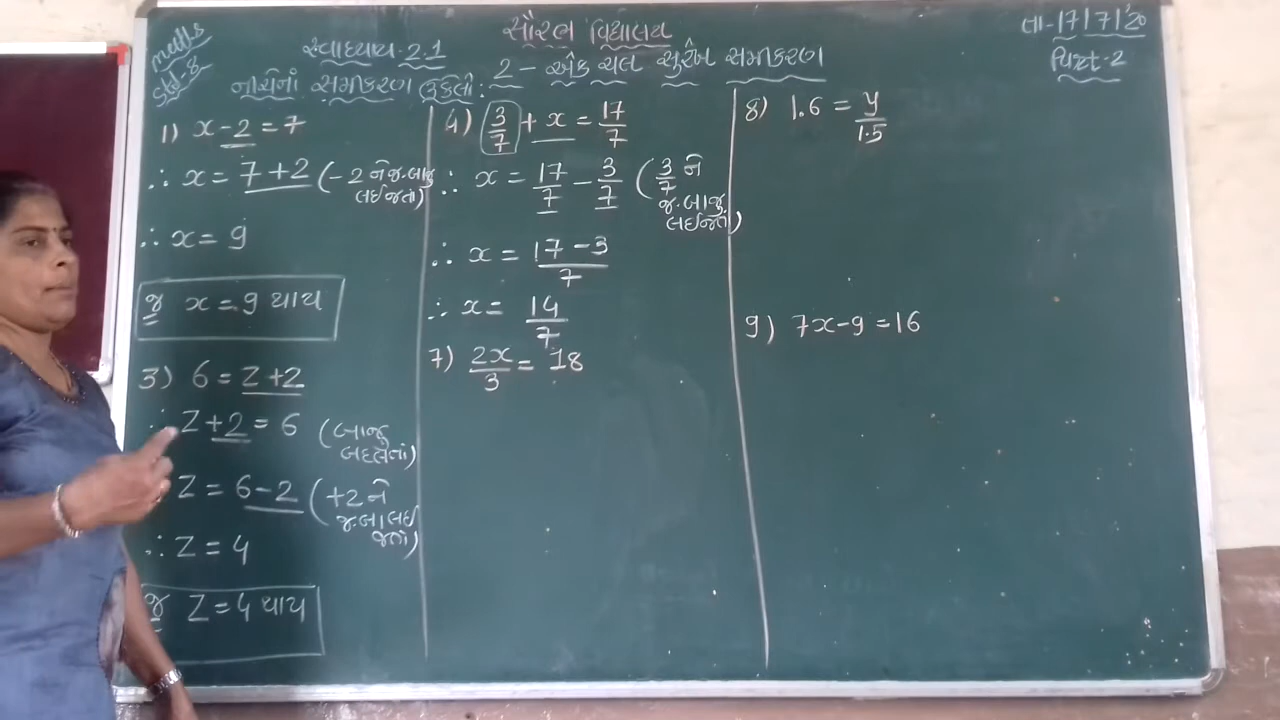 maths
Std-8
સૌરભ વિદ્યાલય
તા-17/7/'20
સ્વાધ્યાય-2.1
2 - એક ચલ સુરેખ સમીકરણ
પિરિયડ-2
નીચેનાં સમીકરણ ઉકેલો:
1) x-2=7
∴ x = 7+2 (-2 ને જ.બાજુ
લઈ જતાં)
∴ x = 9
જ x = 9 થાય
3) 6 = z+2
∴ z+2 = 6 (બાજુ
બદલતાં)
z = 6-2 (+2 ને
જ.બા લઈ
જતાં)
∴ z = 4
જ z = 4 થાય
4) 3/7 + x = 17/7
∴ x = 17/7 - 3/7 (3/7 ને
જ.બાજુ
લઈ જતાં)
∴ x = 17-3/7
∴ x = 14/7
7) 2x/3 = 18
8) 1.6 = y/1.5
9) 7x-9=16